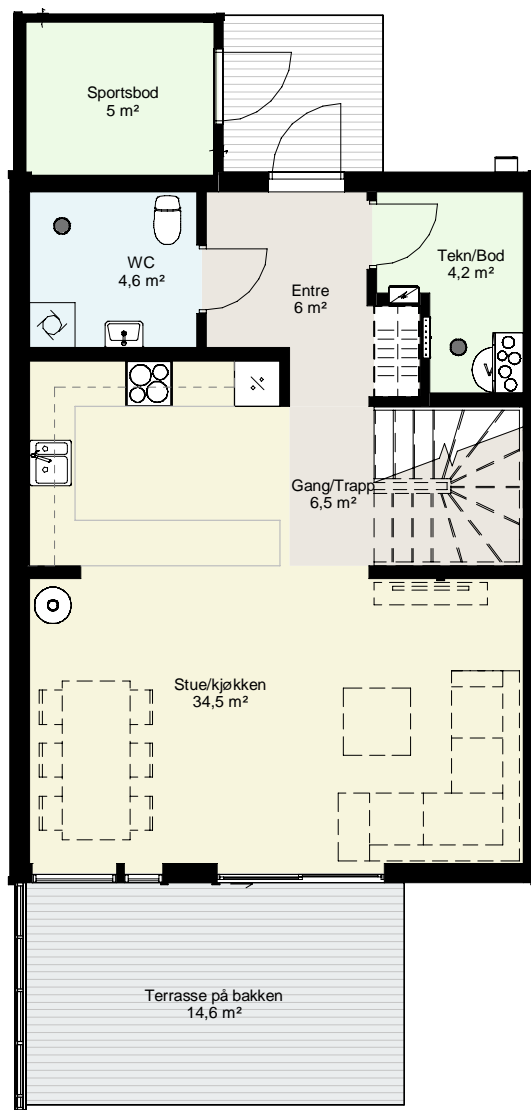 Sportsbod
5 m²
WC
4,6 m²
Entre
6 m²
Tekn/Bod
4,2 m²
Gang/Trapp
6,5 m²
Stue/kjøkken
34,5 m²
Terrasse på bakken
14,6 m²